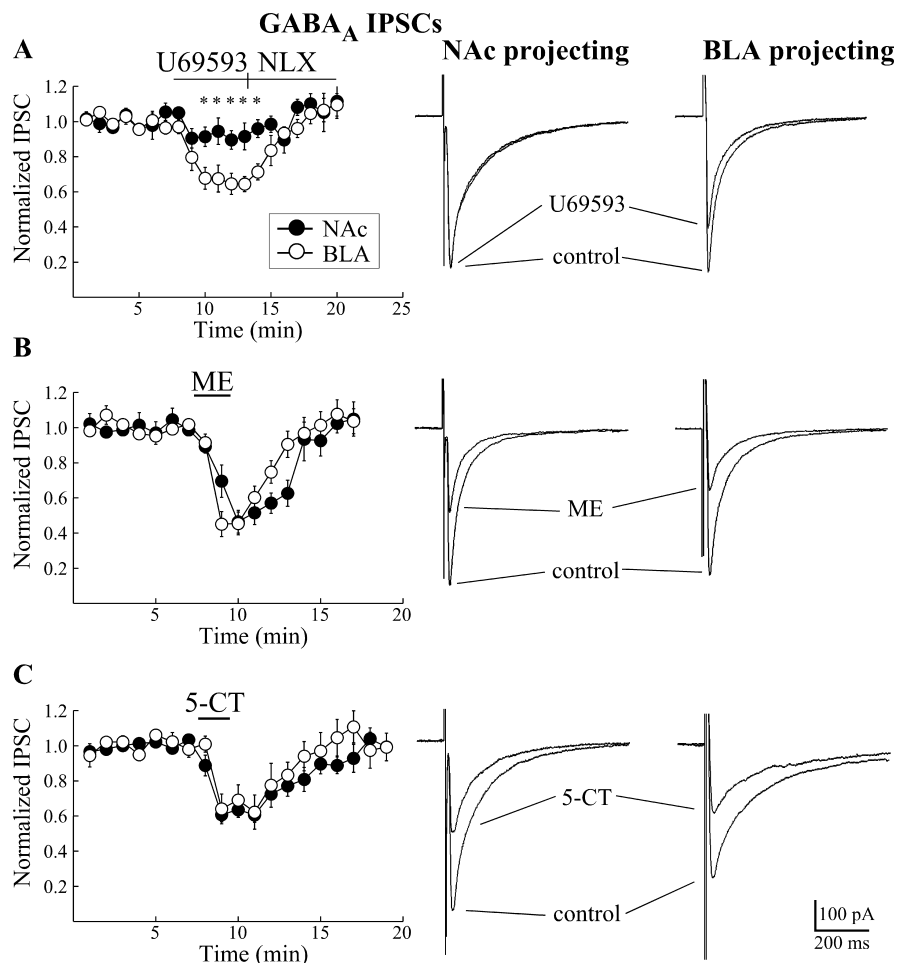 GABAA IPSCs
A
NAc projecting
BLA projecting
U69593 NLX
Normalized IPSC
1.2
1.0
0.8
0.6
0.4
0.2
*****
NAc
BLA
5 10 15 20 25
Time (min)
U69593
control
B
ME
Normalized IPSC
1.2
1.0
0.8
0.6
0.4
0.2
5 10 15 20
Time (min)
ME
control
C
5-CT
Normalized IPSC
1.2
1.0
0.8
0.6
0.4
0.2
5 10 15 20
Time (min)
5-CT
control
100 pA
200 ms